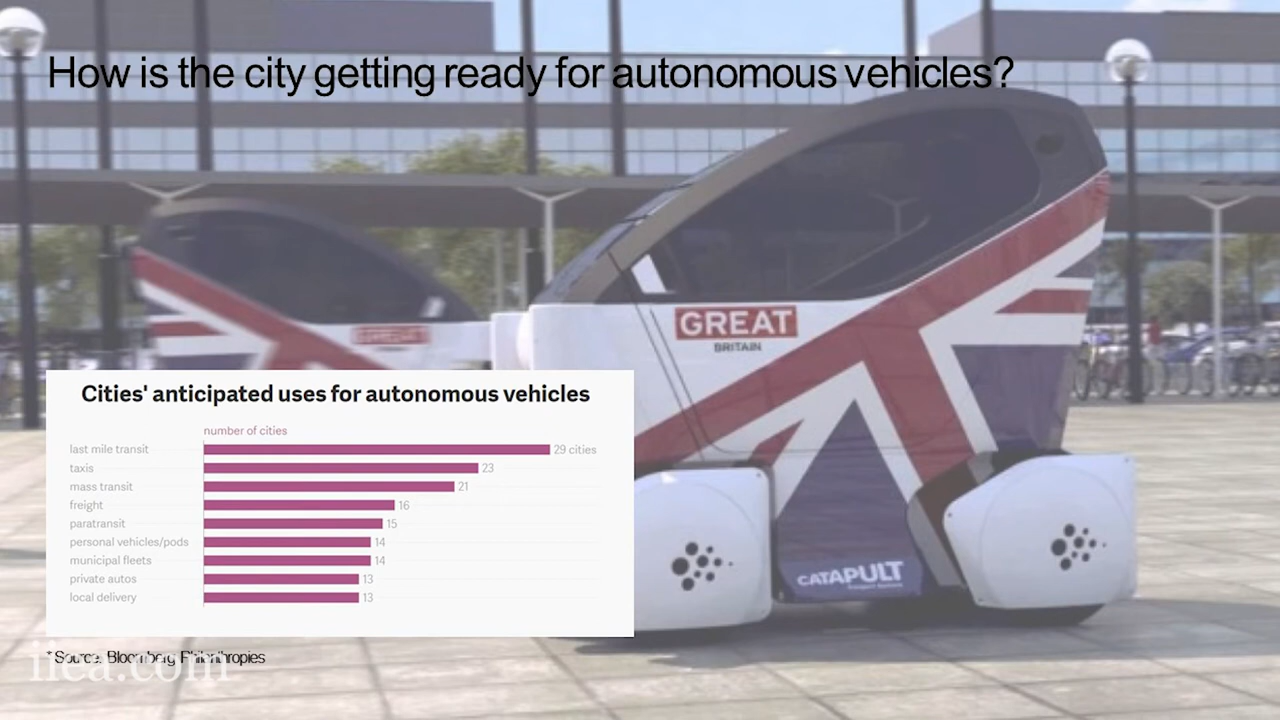 How is the city getting ready for autonomous vehicles?
GREAT
BRITAIN
GREAT
Cities' anticipated uses for autonomous vehicles
number of cities
last mile transit 29 cities
taxis 23
mass transit 21
freight 16
paratransit 15
personal vehicles/pods 14
municipal fleets 14
private autos 13
local delivery 13
CATAPULT
* Source: Bloomberg Philanthropies